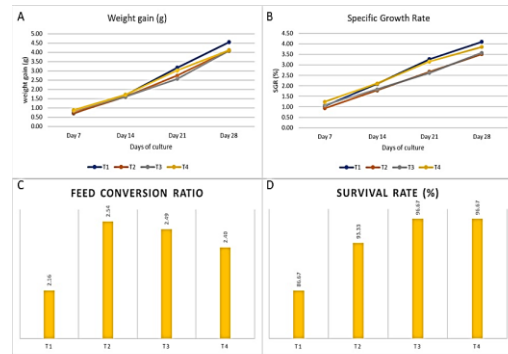 A
Weight gain (g)
5.00
4.50
4.00
3.50
3.00
2.50
2.00
1.50
1.00
0.50
0.00
weight gain (g)
Day 7 Day 14 Day 21 Day 28
Days of culture
T1 T2 T3 T4
B
Specific Growth Rate
4.50
4.00
3.50
3.00
2.50
2.00
1.50
1.00
0.50
0.00
SGR (%)
Day 7 Day 14 Day 21 Day 28
Days of culture
T1 T2 T3 T4
C
FEED CONVERSION RATIO
2.16
2.54
2.49
2.40
T1 T2 T3 T4
D
SURVIVAL RATE (%)
86.67
93.33
96.67
96.67
T1 T2 T3 T4